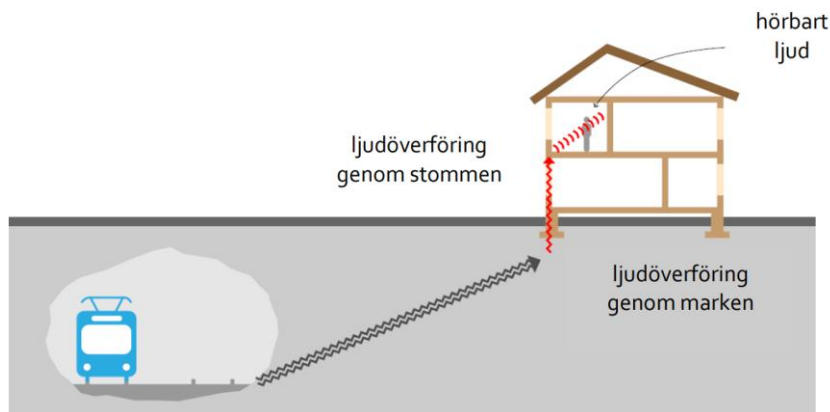 hörbart
ljud
ljudöverföring
genom stommen
ljudöverföring
genom marken